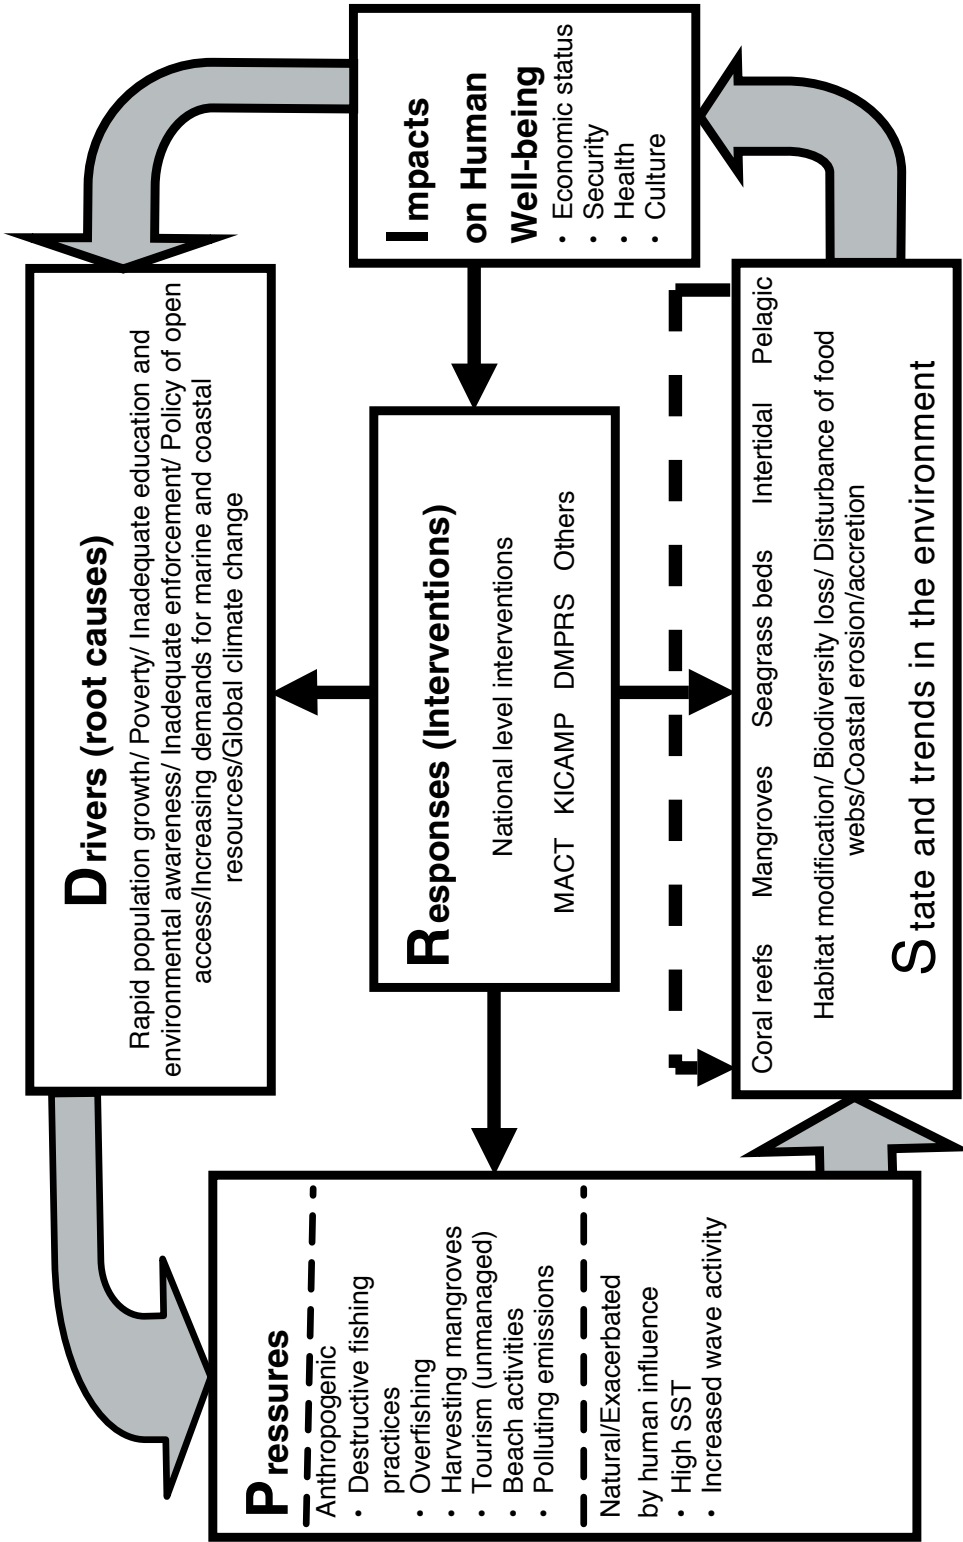 Drivers (root causes)
Rapid population growth/ Poverty/ Inadequate education and
environmental awareness/ Inadequate enforcement/ Policy of open
access/Increasing demands for marine and coastal
resources/Global climate change
Pressures
Anthropogenic
• Destructive fishing
practices
• Overfishing
• Harvesting mangroves
• Tourism (unmanaged)
• Beach activities
• Polluting emissions
Natural/Exacerbated
by human influence
• High SST
• Increased wave activity
Responses (Interventions)
National level interventions
MACT KICAMP DMPRS Others
Impacts
on Human
Well-being
• Economic status
• Security
• Health
• Culture
Coral reefs Mangroves Seagrass beds Intertidal Pelagic
Habitat modification/ Biodiversity loss/ Disturbance of food
webs/Coastal erosion/accretion
State and trends in the environment